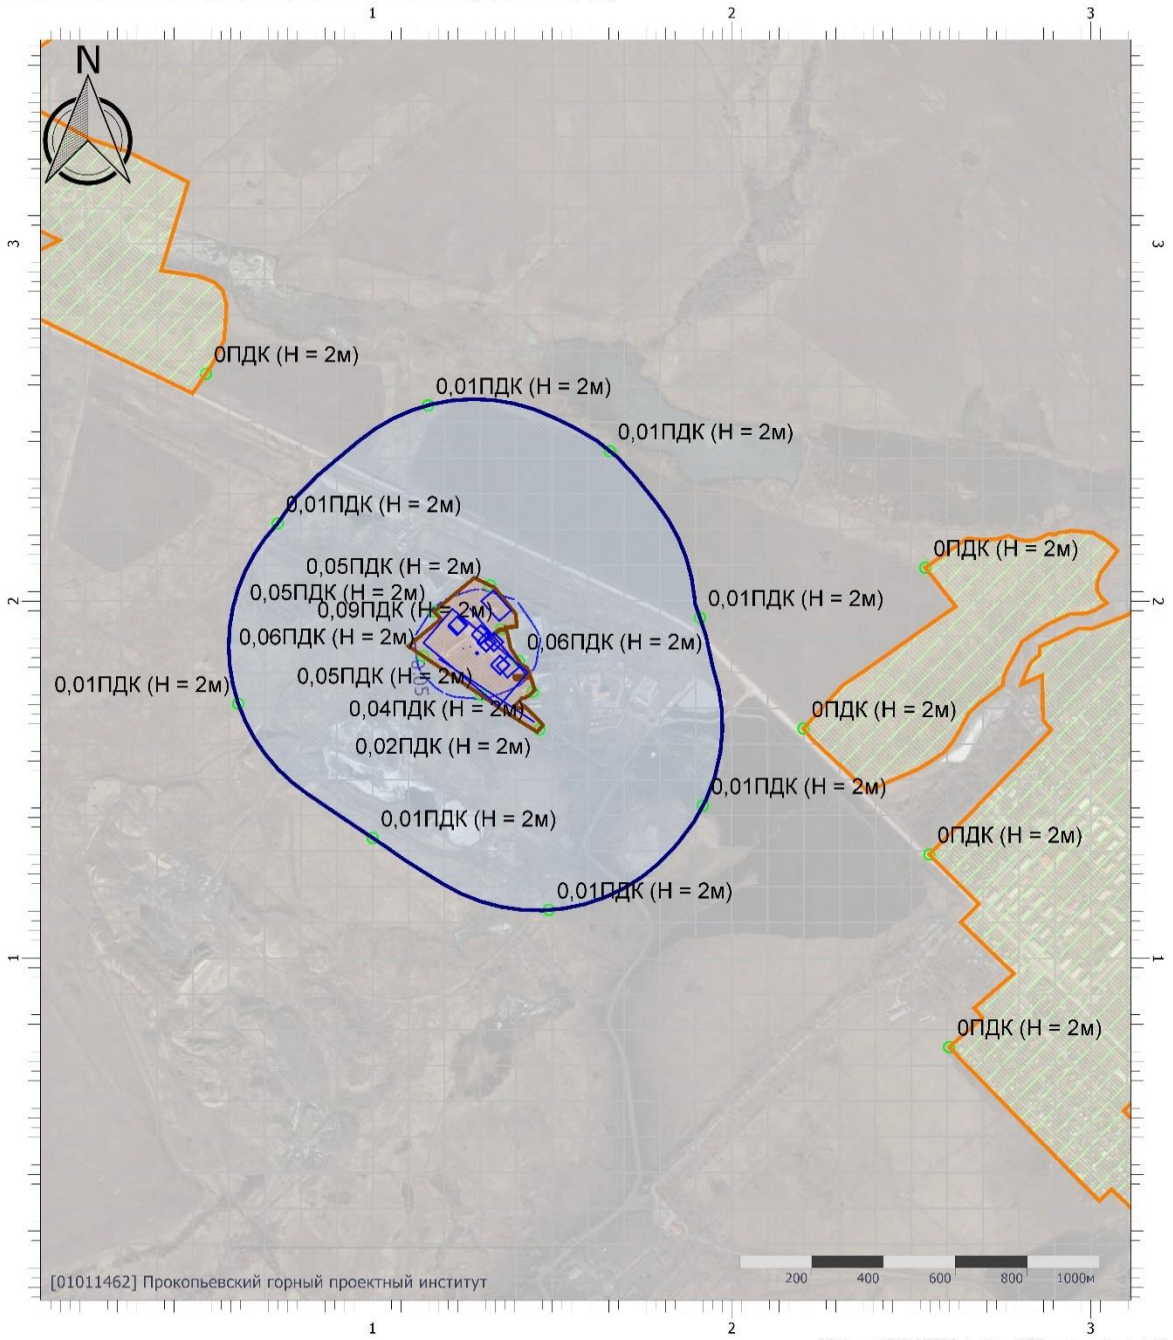 1 2 3
N
3 3
0ПДК (H = 2м)
0,01ПДК (H = 2м)
0,01ПДК (H = 2м)
0,01ПДК (H = 2м)
0ПДК (H = 2м)
0,05ПДК (H = 2м)
0,05ПДК (H = 2м)
2 2
0,01ПДК (H = 2м)
0,09ПДК (H = 2м)
0,06ПДК (H = 2м)
0,06ПДК (H = 2м)
0,05ПДК (H = 2м)
0,05
0,01ПДК (H = 2м)
0,04ПДК (H = 2м)
0ПДК (H = 2м)
0,02ПДК (H = 2м)
0,01ПДК (H = 2м)
0,01ПДК (H = 2м)
0ПДК (H = 2м)
0,01ПДК (H = 2м)
1 1
0ПДК (H = 2м)
[01011462] Прокопьевский горный проектный институт
200 400 600 800 1000м
1 2 3